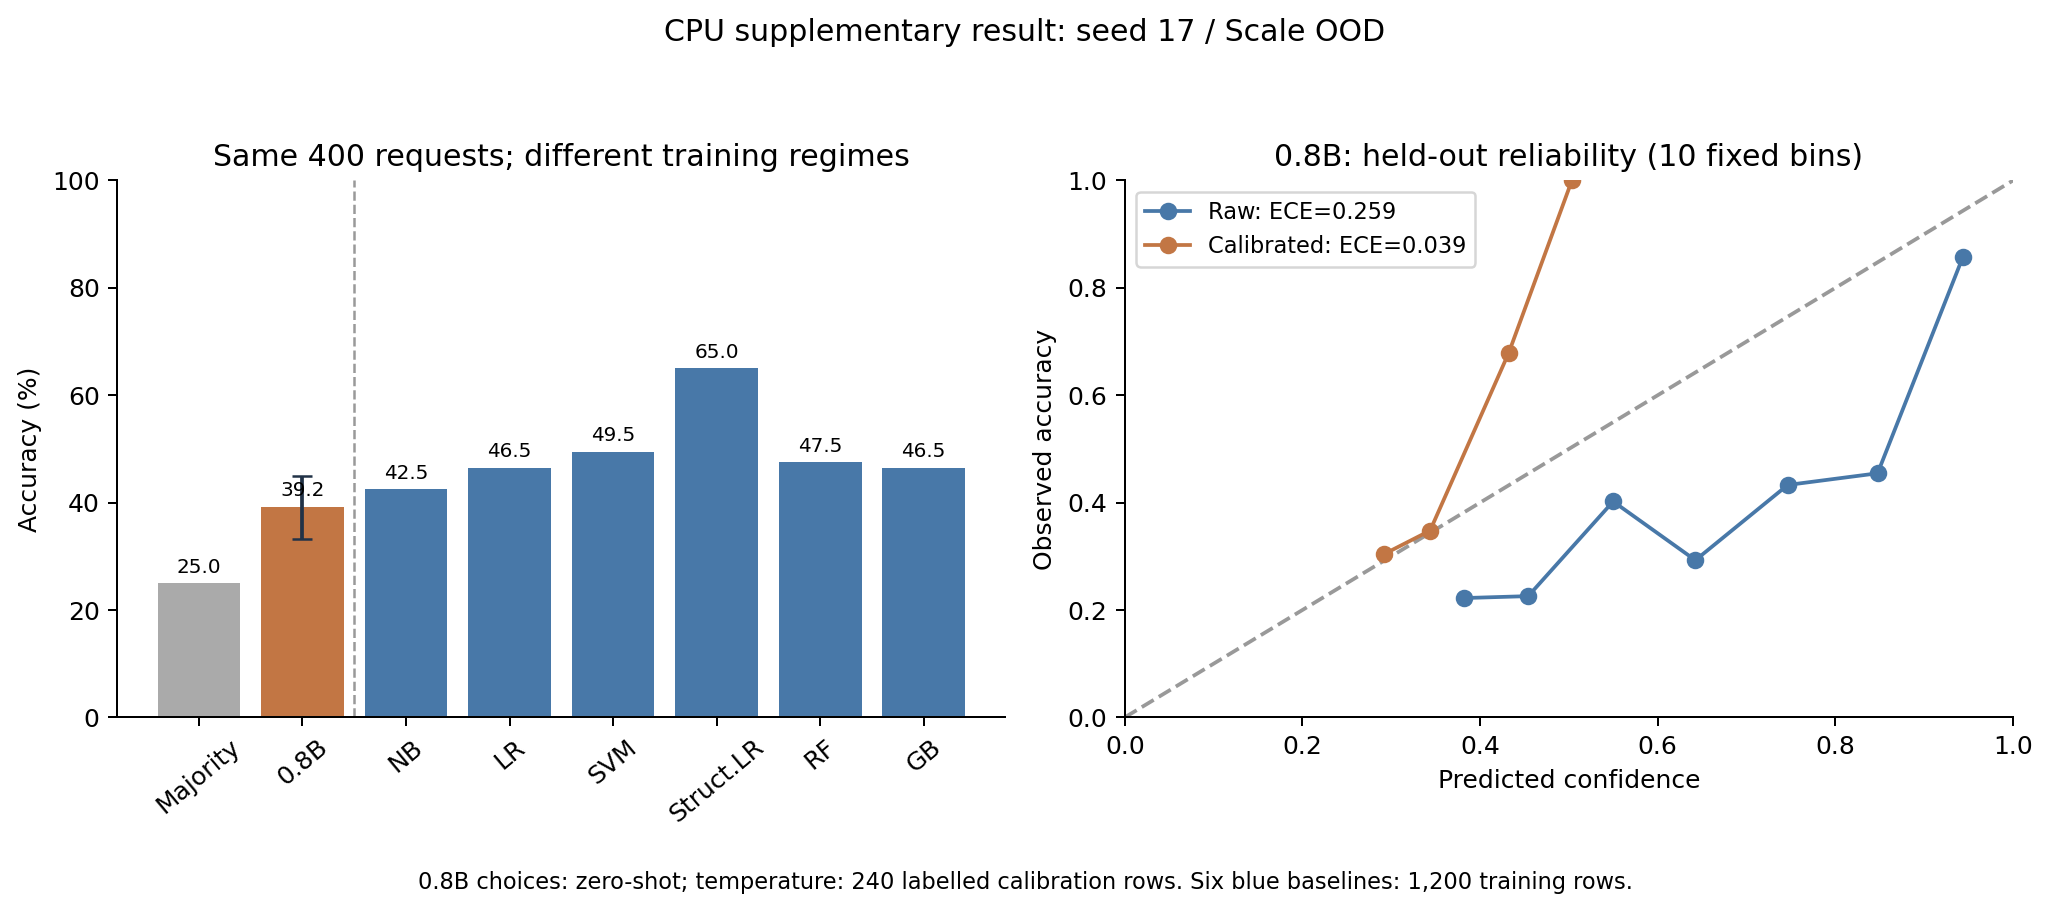 CPU supplementary result: seed 17 / Scale OOD
Same 400 requests; different training regimes
Accuracy (%)
100
80
60
40
20
0
25.0
39.2
42.5
46.5
49.5
65.0
47.5
46.5
Majority
0.8B
NB
LR
SVM
Struct.LR
RF
GB
0.8B: held-out reliability (10 fixed bins)
Raw: ECE=0.259
Calibrated: ECE=0.039
Observed accuracy
1.0
0.8
0.6
0.4
0.2
0.0
0.0
0.2
0.4
0.6
0.8
1.0
Predicted confidence
0.8B choices: zero-shot; temperature: 240 labelled calibration rows. Six blue baselines: 1,200 training rows.